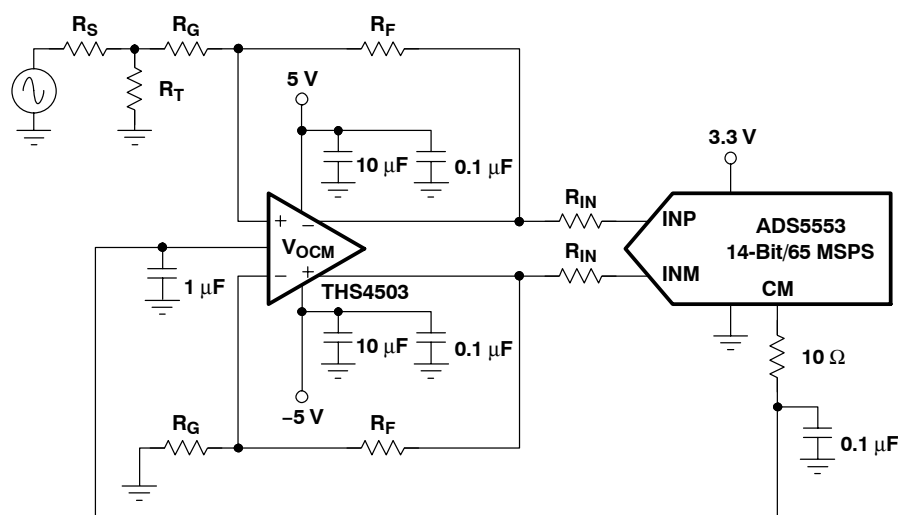 R_S
R_G
R_F
R_T
5 V
10 μF
0.1 μF
3.3 V
+
−
V_OCM
−
+
THS4503
1 μF
R_IN
R_IN
INP
INM
ADS5553
14-Bit/65 MSPS
CM
10 μF
0.1 μF
−5 V
10 Ω
R_G
R_F
0.1 μF